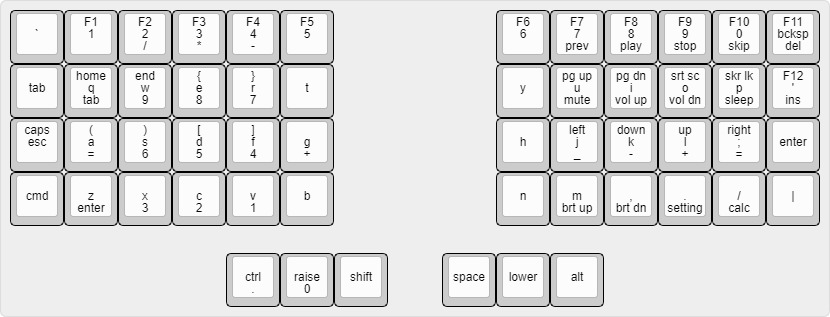 F1 F2 F3 F4 F5 F6 F7 F8 F9 F10 F11
` 1 2 3 4 5 6 7 8 9 0 bcksp
/ * - prev play stop skip del
home end { } pg up pg dn srt sc skr lk F12
tab q w e r t y u i o p '
tab 9 8 7 mute vol up vol dn sleep ins
caps ( ) [ ] left down up right
esc a s d f g h j k l ; enter
= 6 5 4 + _ - + =
cmd z x c v b n m , . / |
enter 3 2 1 brt up brt dn setting calc
ctrl raise shift space lower alt
. 0